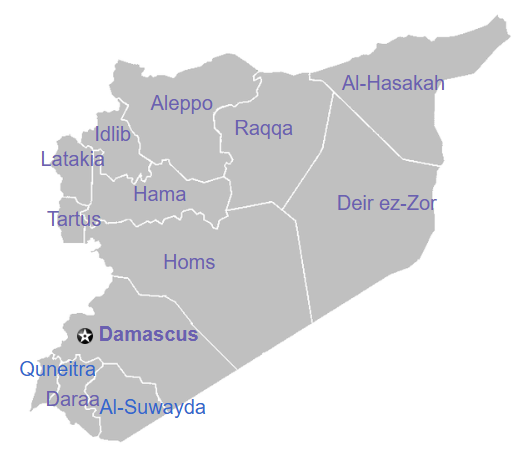 Al-Hasakah
Aleppo
Raqqa
Idlib
Latakia
Hama
Deir ez-Zor
Tartus
Homs
Damascus
Quneitra
Daraa
Al-Suwayda